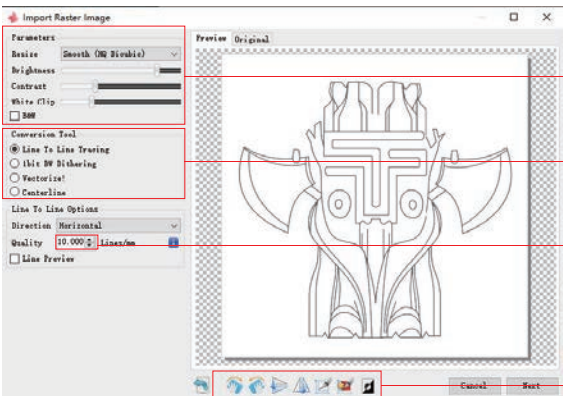 Import Raster Image
Parameters
Resize Smooth (HQ Bicubic)
Brightness
Contrast
White Clip
B&W
Conversion Tool
Line To Line Tracing
1bit BW Dithering
Vectorize!
Centerline
Line To Line Options
Direction Horizontal
Quality 10.000 Lines/mm
Line Preview
Preview Original
Cancel Next